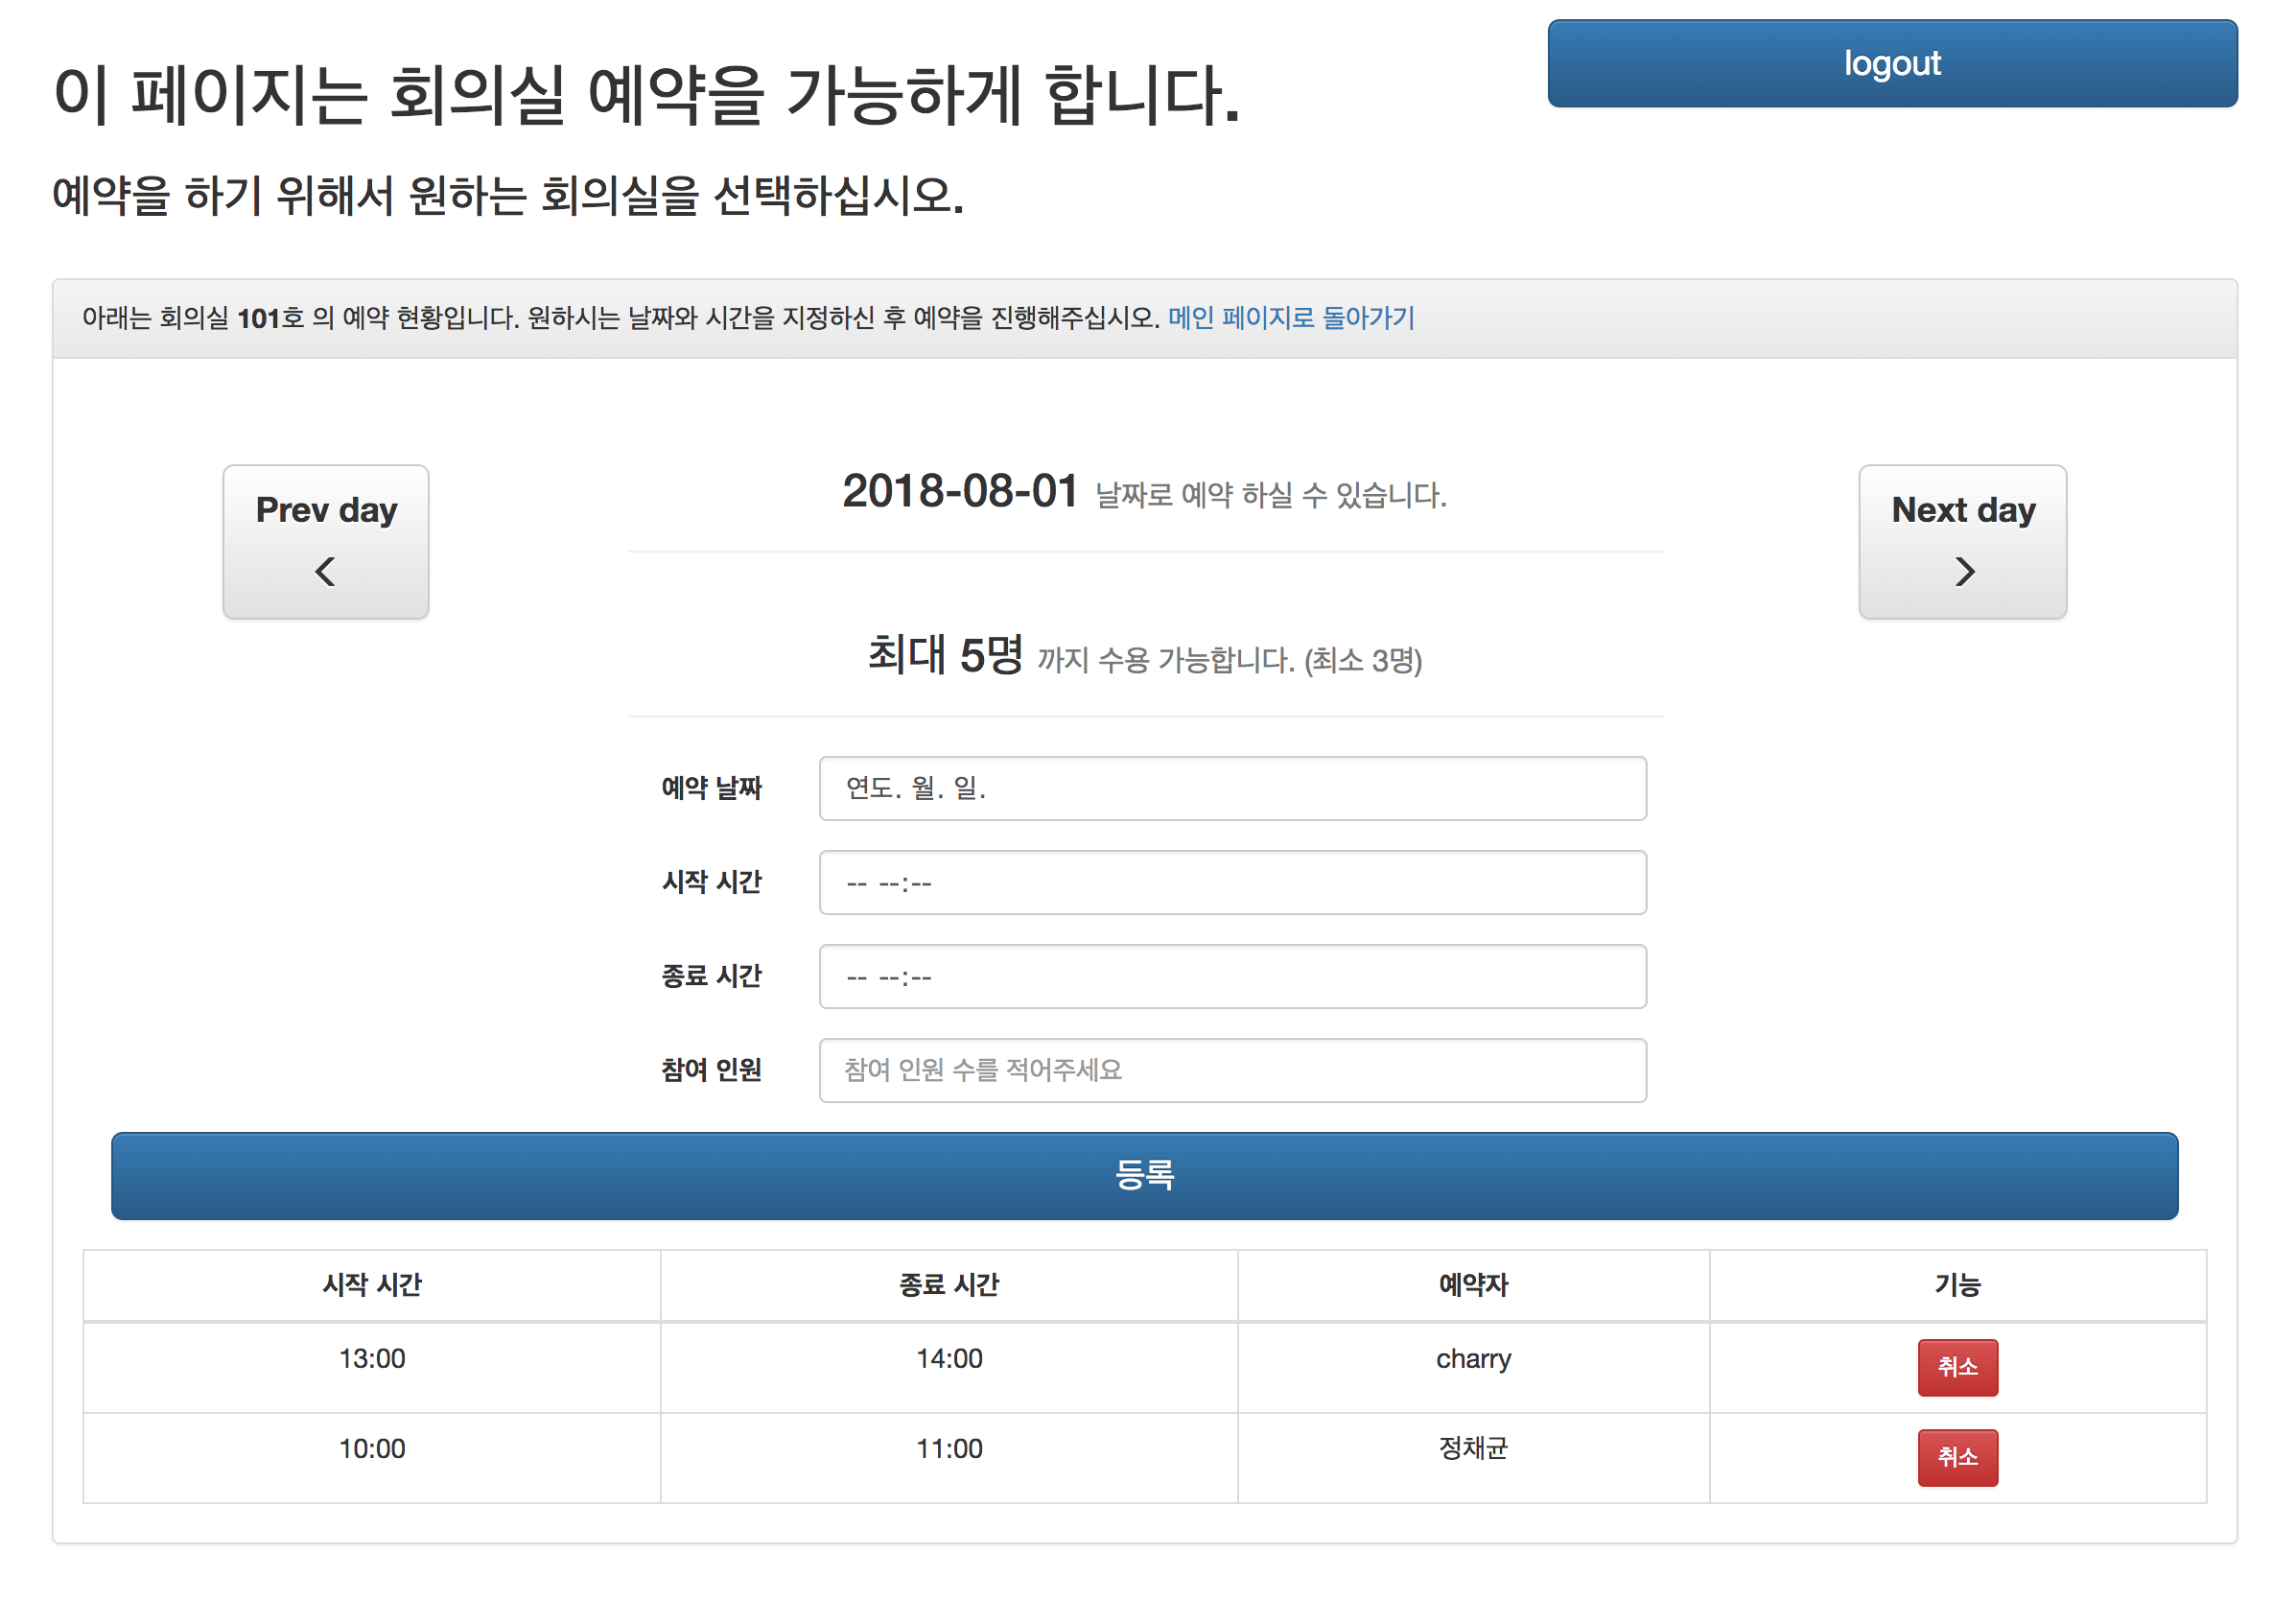 logout
이 페이지는 회의실 예약을 가능하게 합니다.
예약을 하기 위해서 원하는 회의실을 선택하십시오.
아래는 회의실 101호 의 예약 현황입니다. 원하시는 날짜와 시간을 지정하신 후 예약을 진행해주십시오. 메인 페이지로 돌아가기
Prev day
2018-08-01 날짜로 예약 하실 수 있습니다.
Next day
최대 5명 까지 수용 가능합니다. (최소 3명)
예약 날짜 연도. 월. 일.
시작 시간 -- --:--
종료 시간 -- --:--
참여 인원 참여 인원 수를 적어주세요
등록
시작 시간 종료 시간 예약자 기능
13:00 14:00 charry 취소
10:00 11:00 정채균 취소